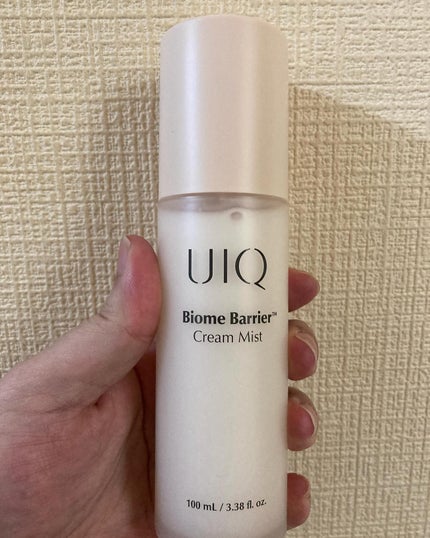 UIQ
Biome Barrier™
Cream Mist
100 mL / 3.38 fl. oz.